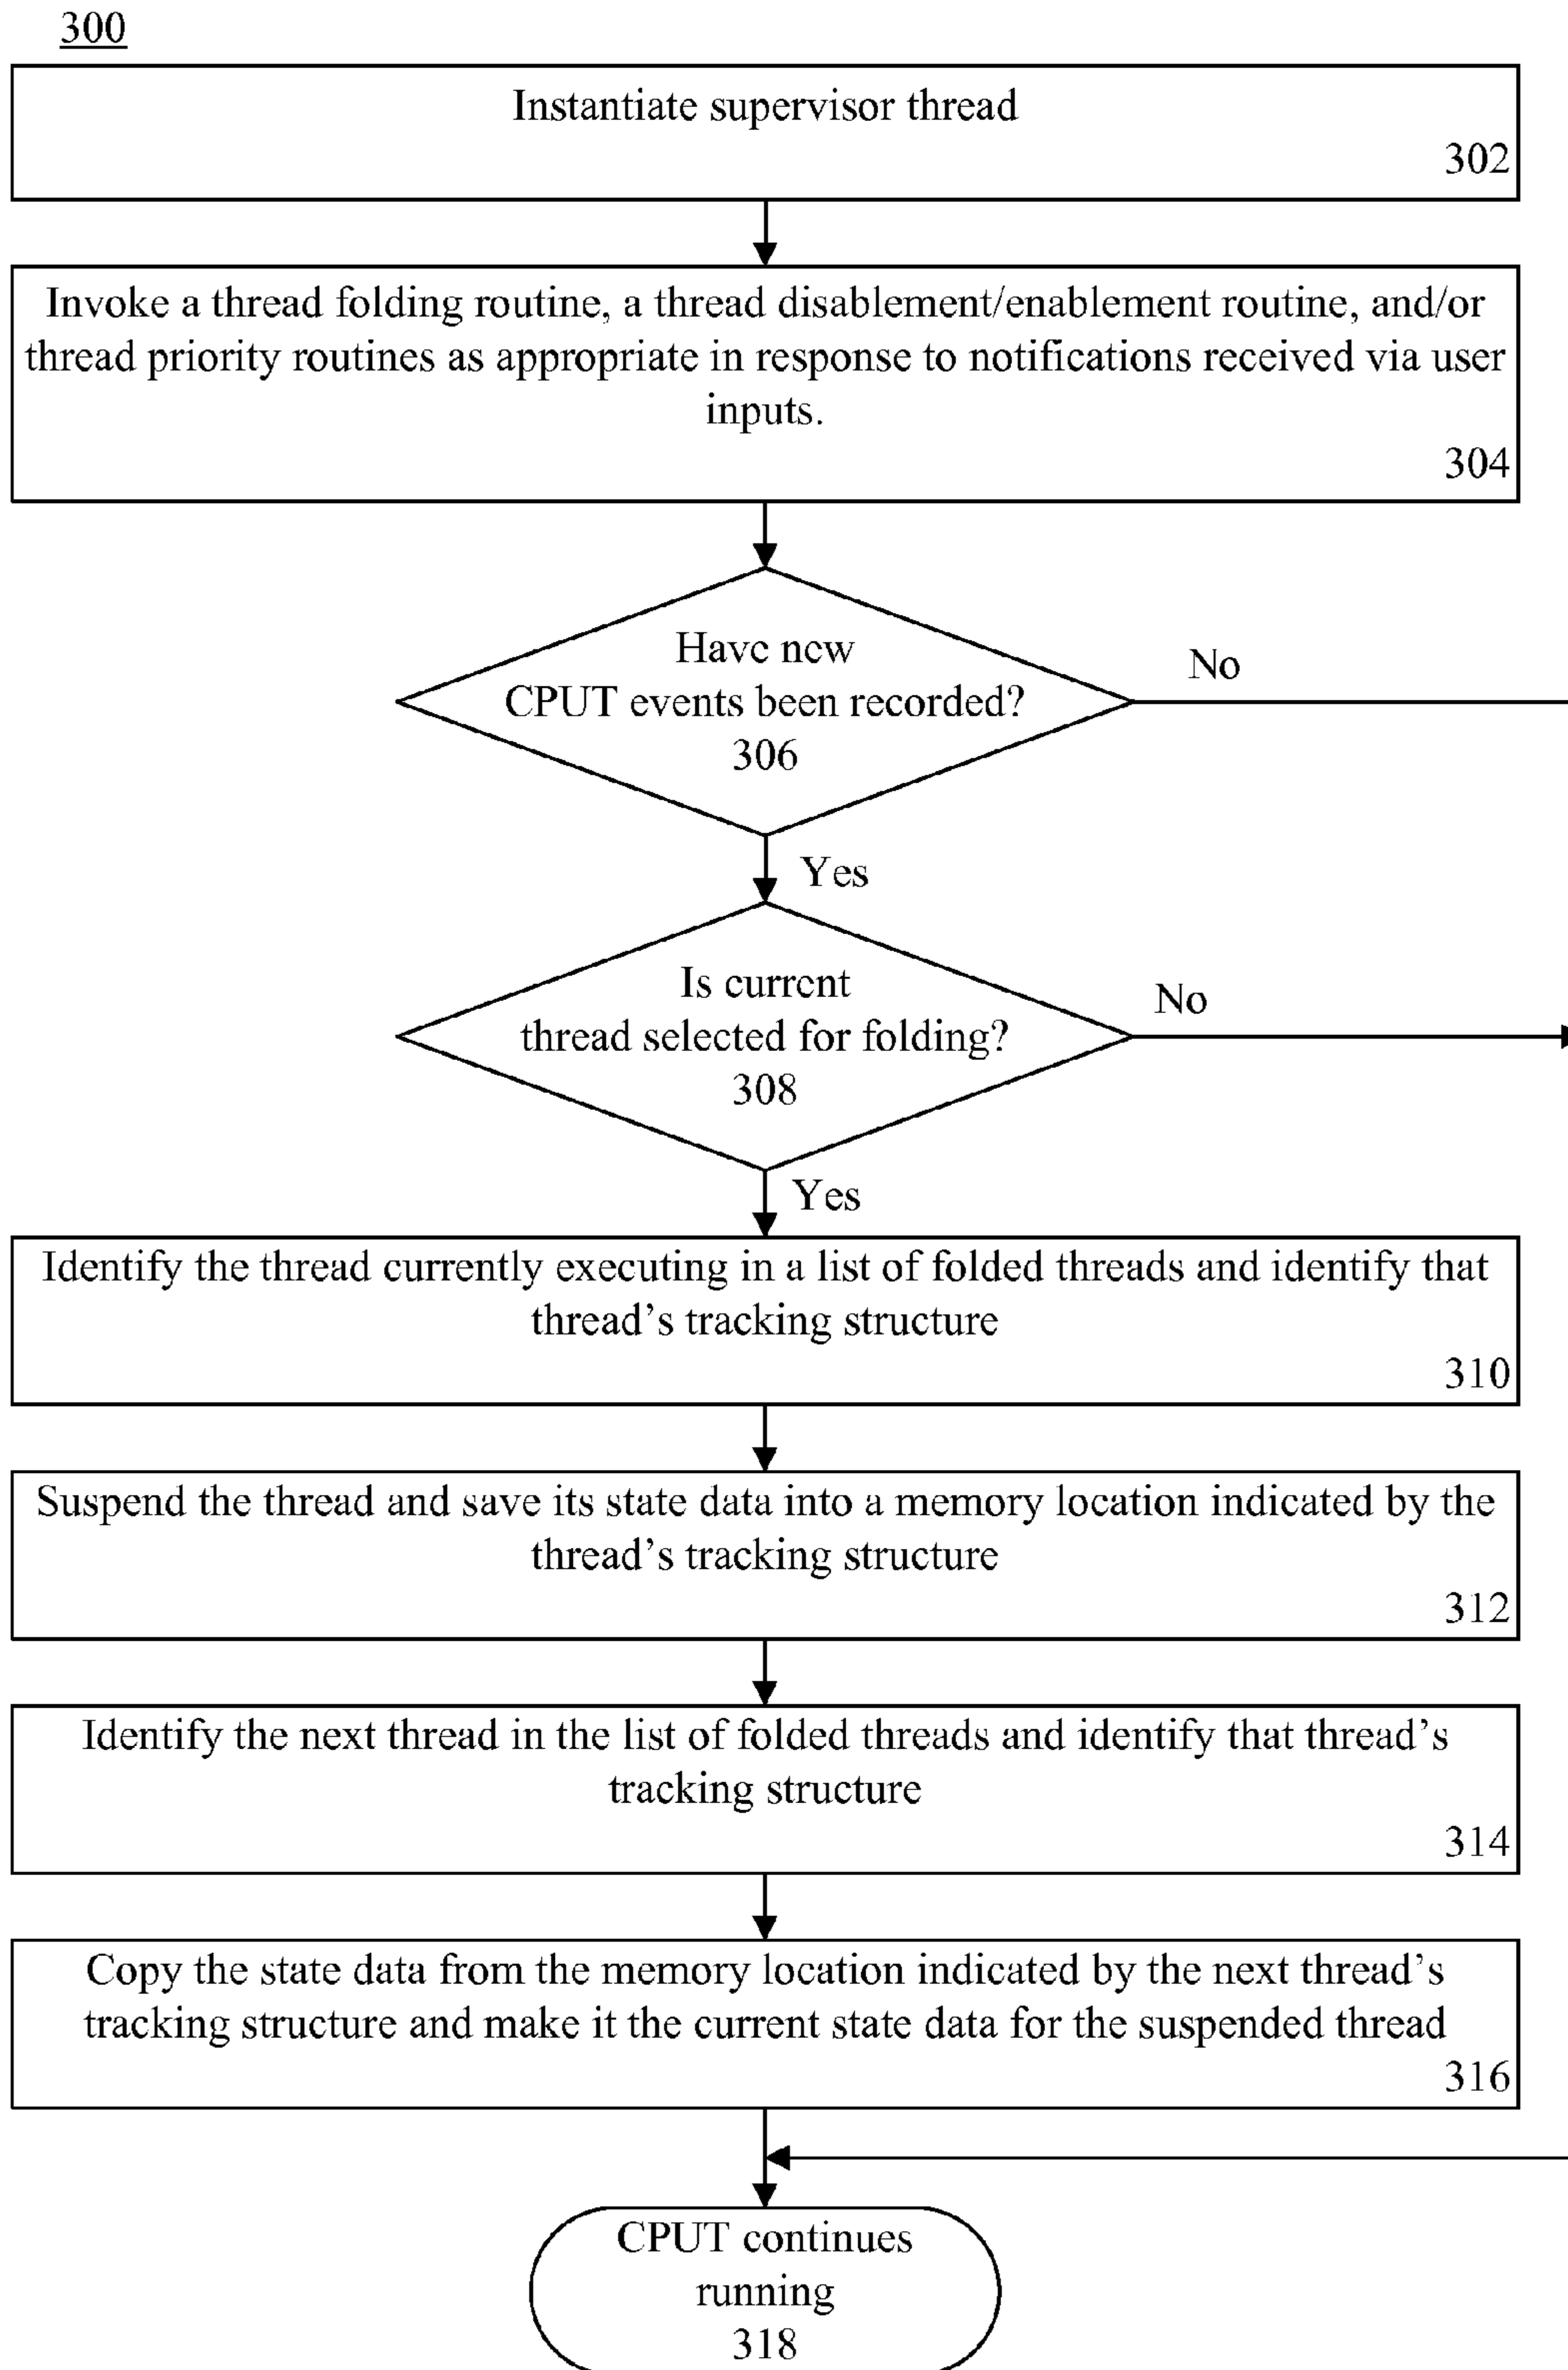 300
Instantiate supervisor thread
302
Invoke a thread folding routine, a thread disablement/enablement routine, and/or
thread priority routines as appropriate in response to notifications received via user
inputs.
304
Have new
CPUT events been recorded?
306
No
Yes
Is current
thread selected for folding?
308
No
Yes
Identify the thread currently executing in a list of folded threads and identify that
thread’s tracking structure
310
Suspend the thread and save its state data into a memory location indicated by the
thread’s tracking structure
312
Identify the next thread in the list of folded threads and identify that thread’s
tracking structure
314
Copy the state data from the memory location indicated by the next thread’s
tracking structure and make it the current state data for the suspended thread
316
CPUT continues
running
318